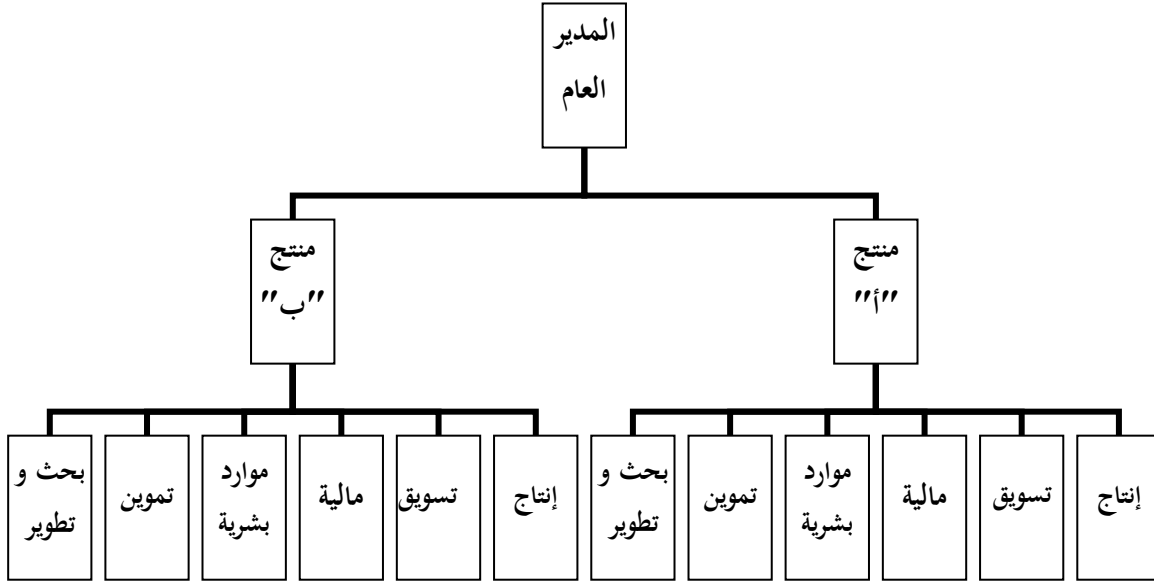 المدير
العام
منتج
"أ"
منتج
"ب"
إنتاج
تسويق
مالية
موارد
بشرية
تموين
بحث و
تطوير
إنتاج
تسويق
مالية
موارد
بشرية
تموين
بحث و
تطوير